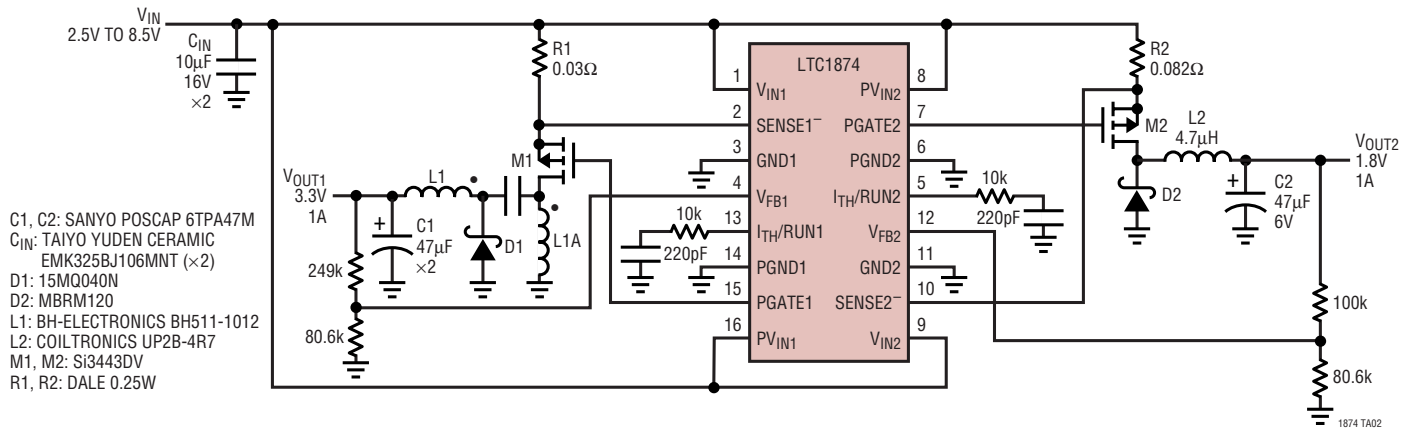 VIN
2.5V TO 8.5V
CIN
10µF
16V
×2
R1
0.03Ω
LTC1874
R2
0.082Ω
1
VIN1
PVIN2
8
2
SENSE1–
PGATE2
7
3
GND1
PGND2
6
4
VFB1
ITH/RUN2
5
13
ITH/RUN1
VFB2
12
14
PGND1
GND2
11
15
PGATE1
SENSE2–
10
16
PVIN1
VIN2
9
M1
M2
L2
4.7µH
VOUT2
1.8V
1A
D2
+
C2
47µF
6V
10k
220pF
100k
80.6k
VOUT1
3.3V
1A
L1
+
C1
47µF
×2
D1
L1A
10k
220pF
249k
80.6k
C1, C2: SANYO POSCAP 6TPA47M
CIN: TAIYO YUDEN CERAMIC
EMK325BJ106MNT (×2)
D1: 15MQ040N
D2: MBRM120
L1: BH-ELECTRONICS BH511-1012
L2: COILTRONICS UP2B-4R7
M1, M2: Si3443DV
R1, R2: DALE 0.25W
1874 TA02